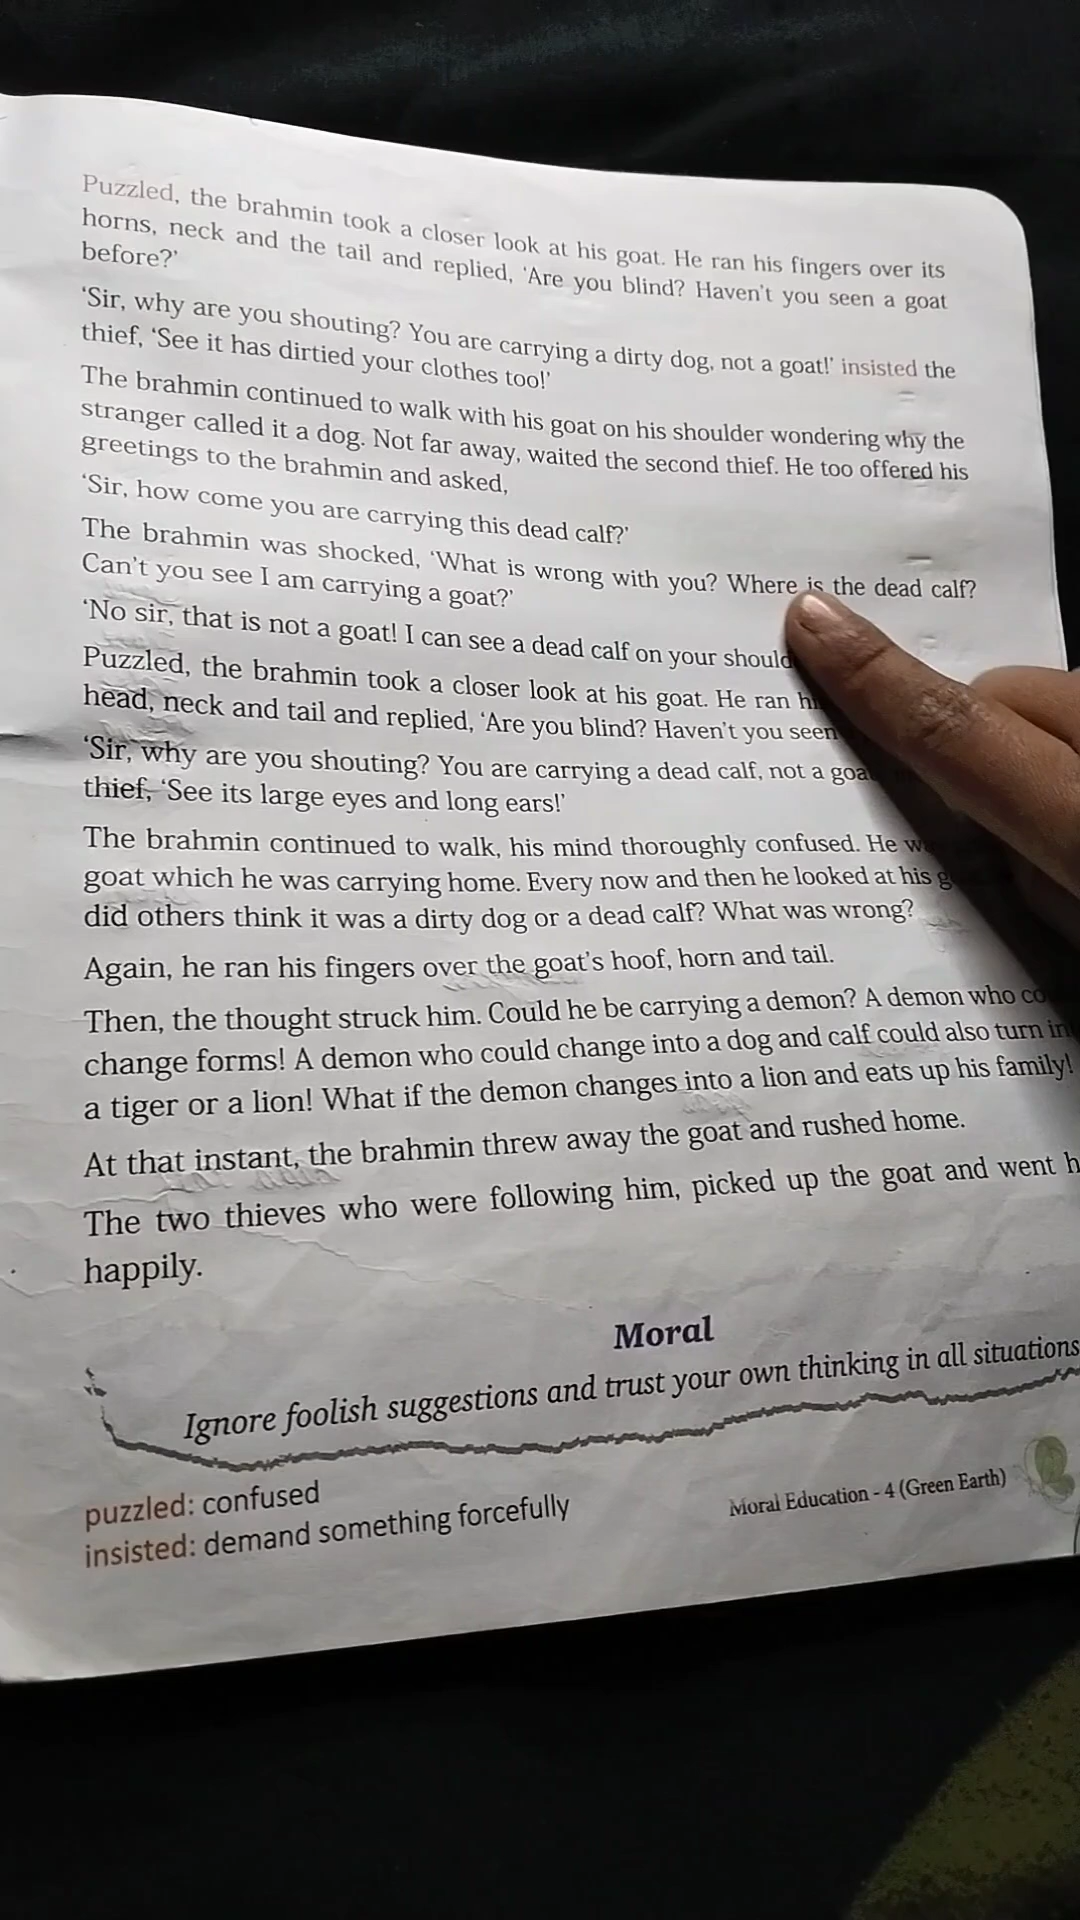 Puzzled, the brahmin took a closer look at his goat. He ran his fingers over its
horns, neck and the tail and replied, 'Are you blind? Haven't you seen a goat
before?'
'Sir, why are you shouting? You are carrying a dirty dog, not a goat!' insisted the
thief, 'See it has dirtied your clothes too!'
The brahmin continued to walk with his goat on his shoulder wondering why the
stranger called it a dog. Not far away, waited the second thief. He too offered his
greetings to the brahmin and asked,
'Sir, how come you are carrying this dead calf?'
The brahmin was shocked, 'What is wrong with you? Where is the dead calf?
Can't you see I am carrying a goat?'
'No sir, that is not a goat! I can see a dead calf on your
Puzzled, the brahmin took a closer look at his goat. He ran
head, neck and tail and replied, 'Are you blind? Haven't you seen
'Sir, why are you shouting? You are carrying a dead calf, not a
thief, 'See its large eyes and long ears!'
The brahmin continued to walk, his mind thoroughly confused. He
goat which he was carrying home. Every now and then he looked at his
did others think it was a dirty dog or a dead calf? What was wrong?
Again, he ran his fingers over the goat's hoof, horn and tail.
Then, the thought struck him. Could he be carrying a demon? A demon who
change forms! A demon who could change into a dog and calf could also turn
a tiger or a lion! What if the demon changes into a lion and eats up his family!
At that instant, the brahmin threw away the goat and rushed home.
The two thieves who were following him, picked up the goat and went
happily.
Moral
Ignore foolish suggestions and trust your own thinking in all situations
puzzled: confused
insisted: demand something forcefully
Moral Education - 4 (Green Earth)